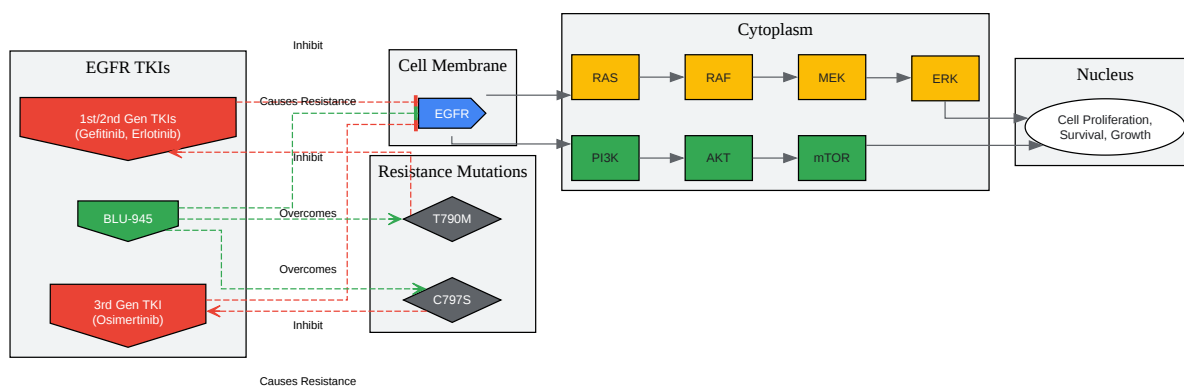 EGFR TKIs
1st/2nd Gen TKIs
(Gefitinib, Erlotinib)
BLU-945
3rd Gen TKI
(Osimertinib)
Inhibit
Causes Resistance
Inhibit
Overcomes
Overcomes
Inhibit
Causes Resistance
Cell Membrane
EGFR
Resistance Mutations
T790M
C797S
Cytoplasm
RAS
RAF
MEK
ERK
PI3K
AKT
mTOR
Nucleus
Cell Proliferation,
Survival, Growth